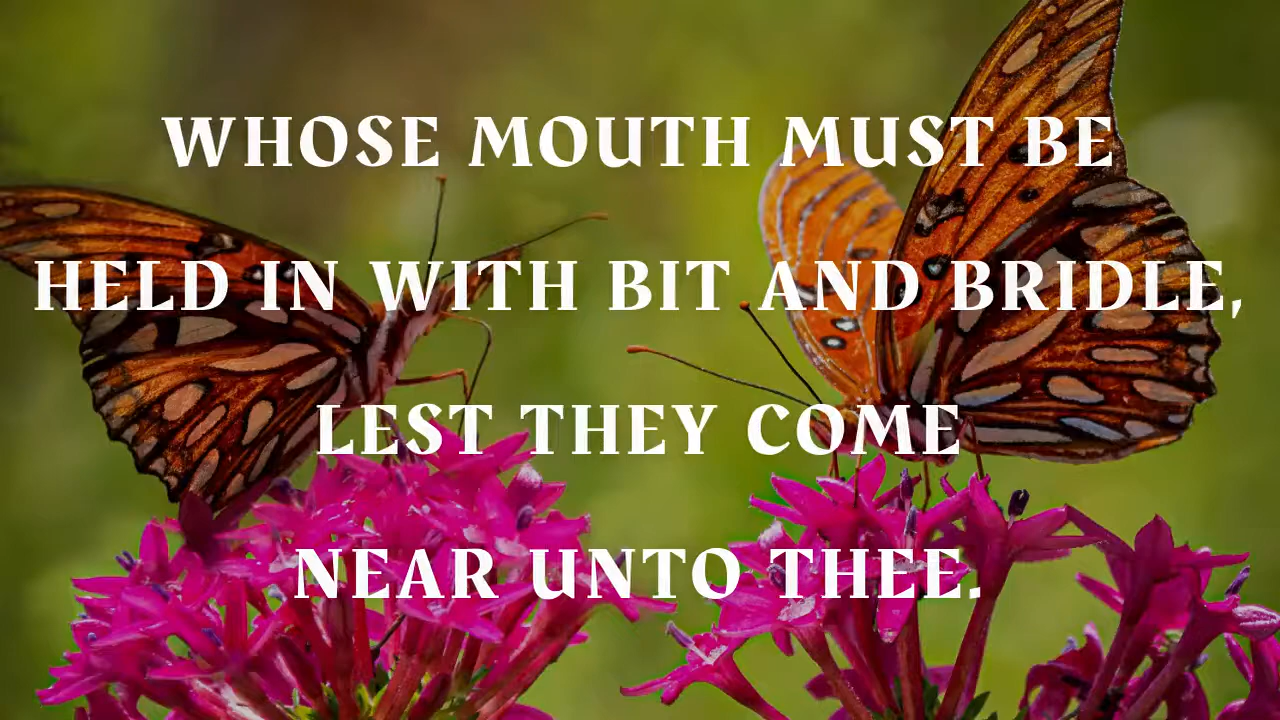 WHOSE MOUTH MUST BE
HELD IN WITH BIT AND BRIDLE,
LEST THEY COME
NEAR UNTO THEE.